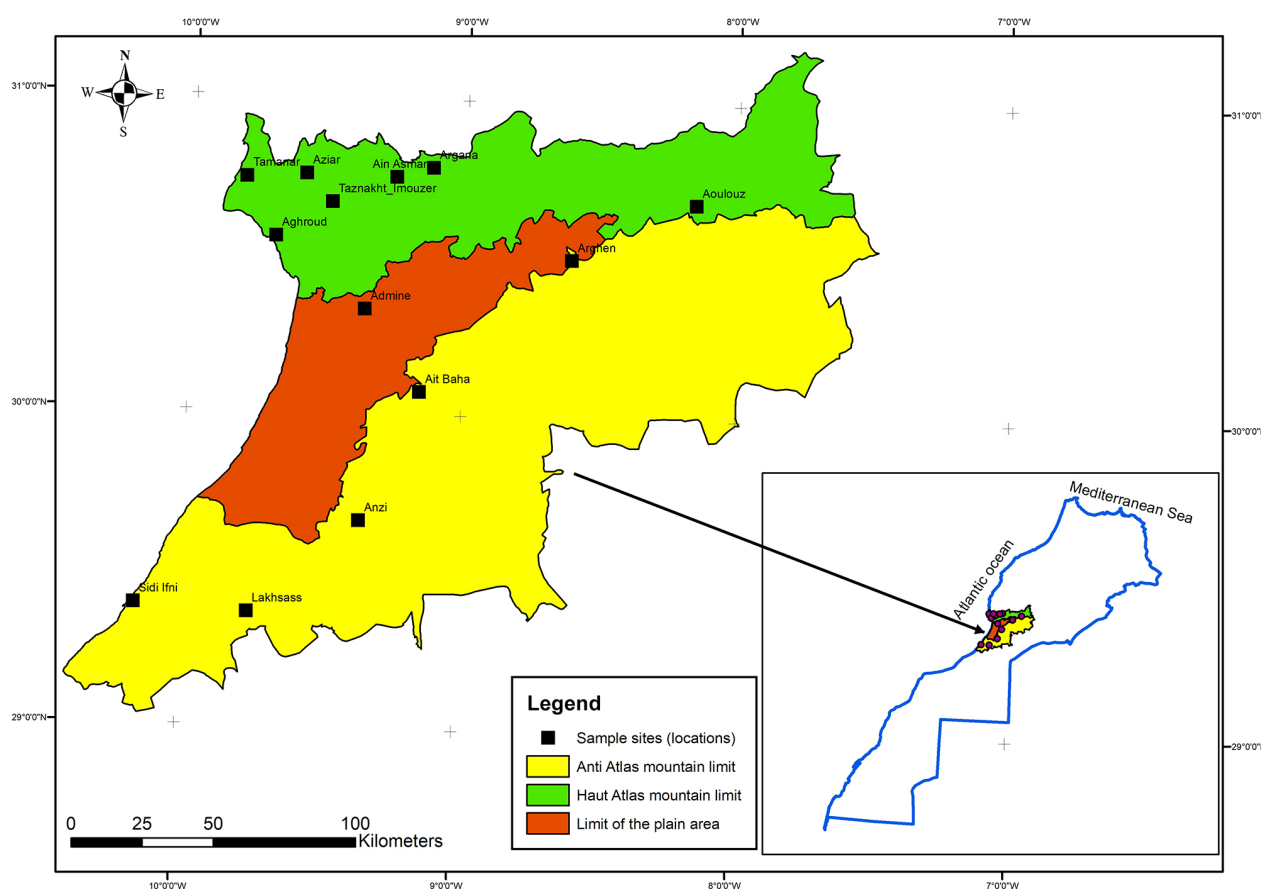 10°0'0"W 9°0'0"W 8°0'0"W 7°0'0"W
N
W E
S
31°0'0"N
31°0'0"N
Tamanar
Aziar
Ain Asmama
Argana
Taznakht_Imouzer
Aoulouz
Aghroud
Arghen
Admine
Ait Baha
30°0'0"N
30°0'0"N
Anzi
Sidi Ifni
Lakhsass
Mediterranean Sea
Atlantic ocean
29°0'0"N
29°0'0"N
Legend
Sample sites (locations)
Anti Atlas mountain limit
Haut Atlas mountain limit
Limit of the plain area
0 25 50 100
Kilometers
10°0'0"W 9°0'0"W 8°0'0"W 7°0'0"W